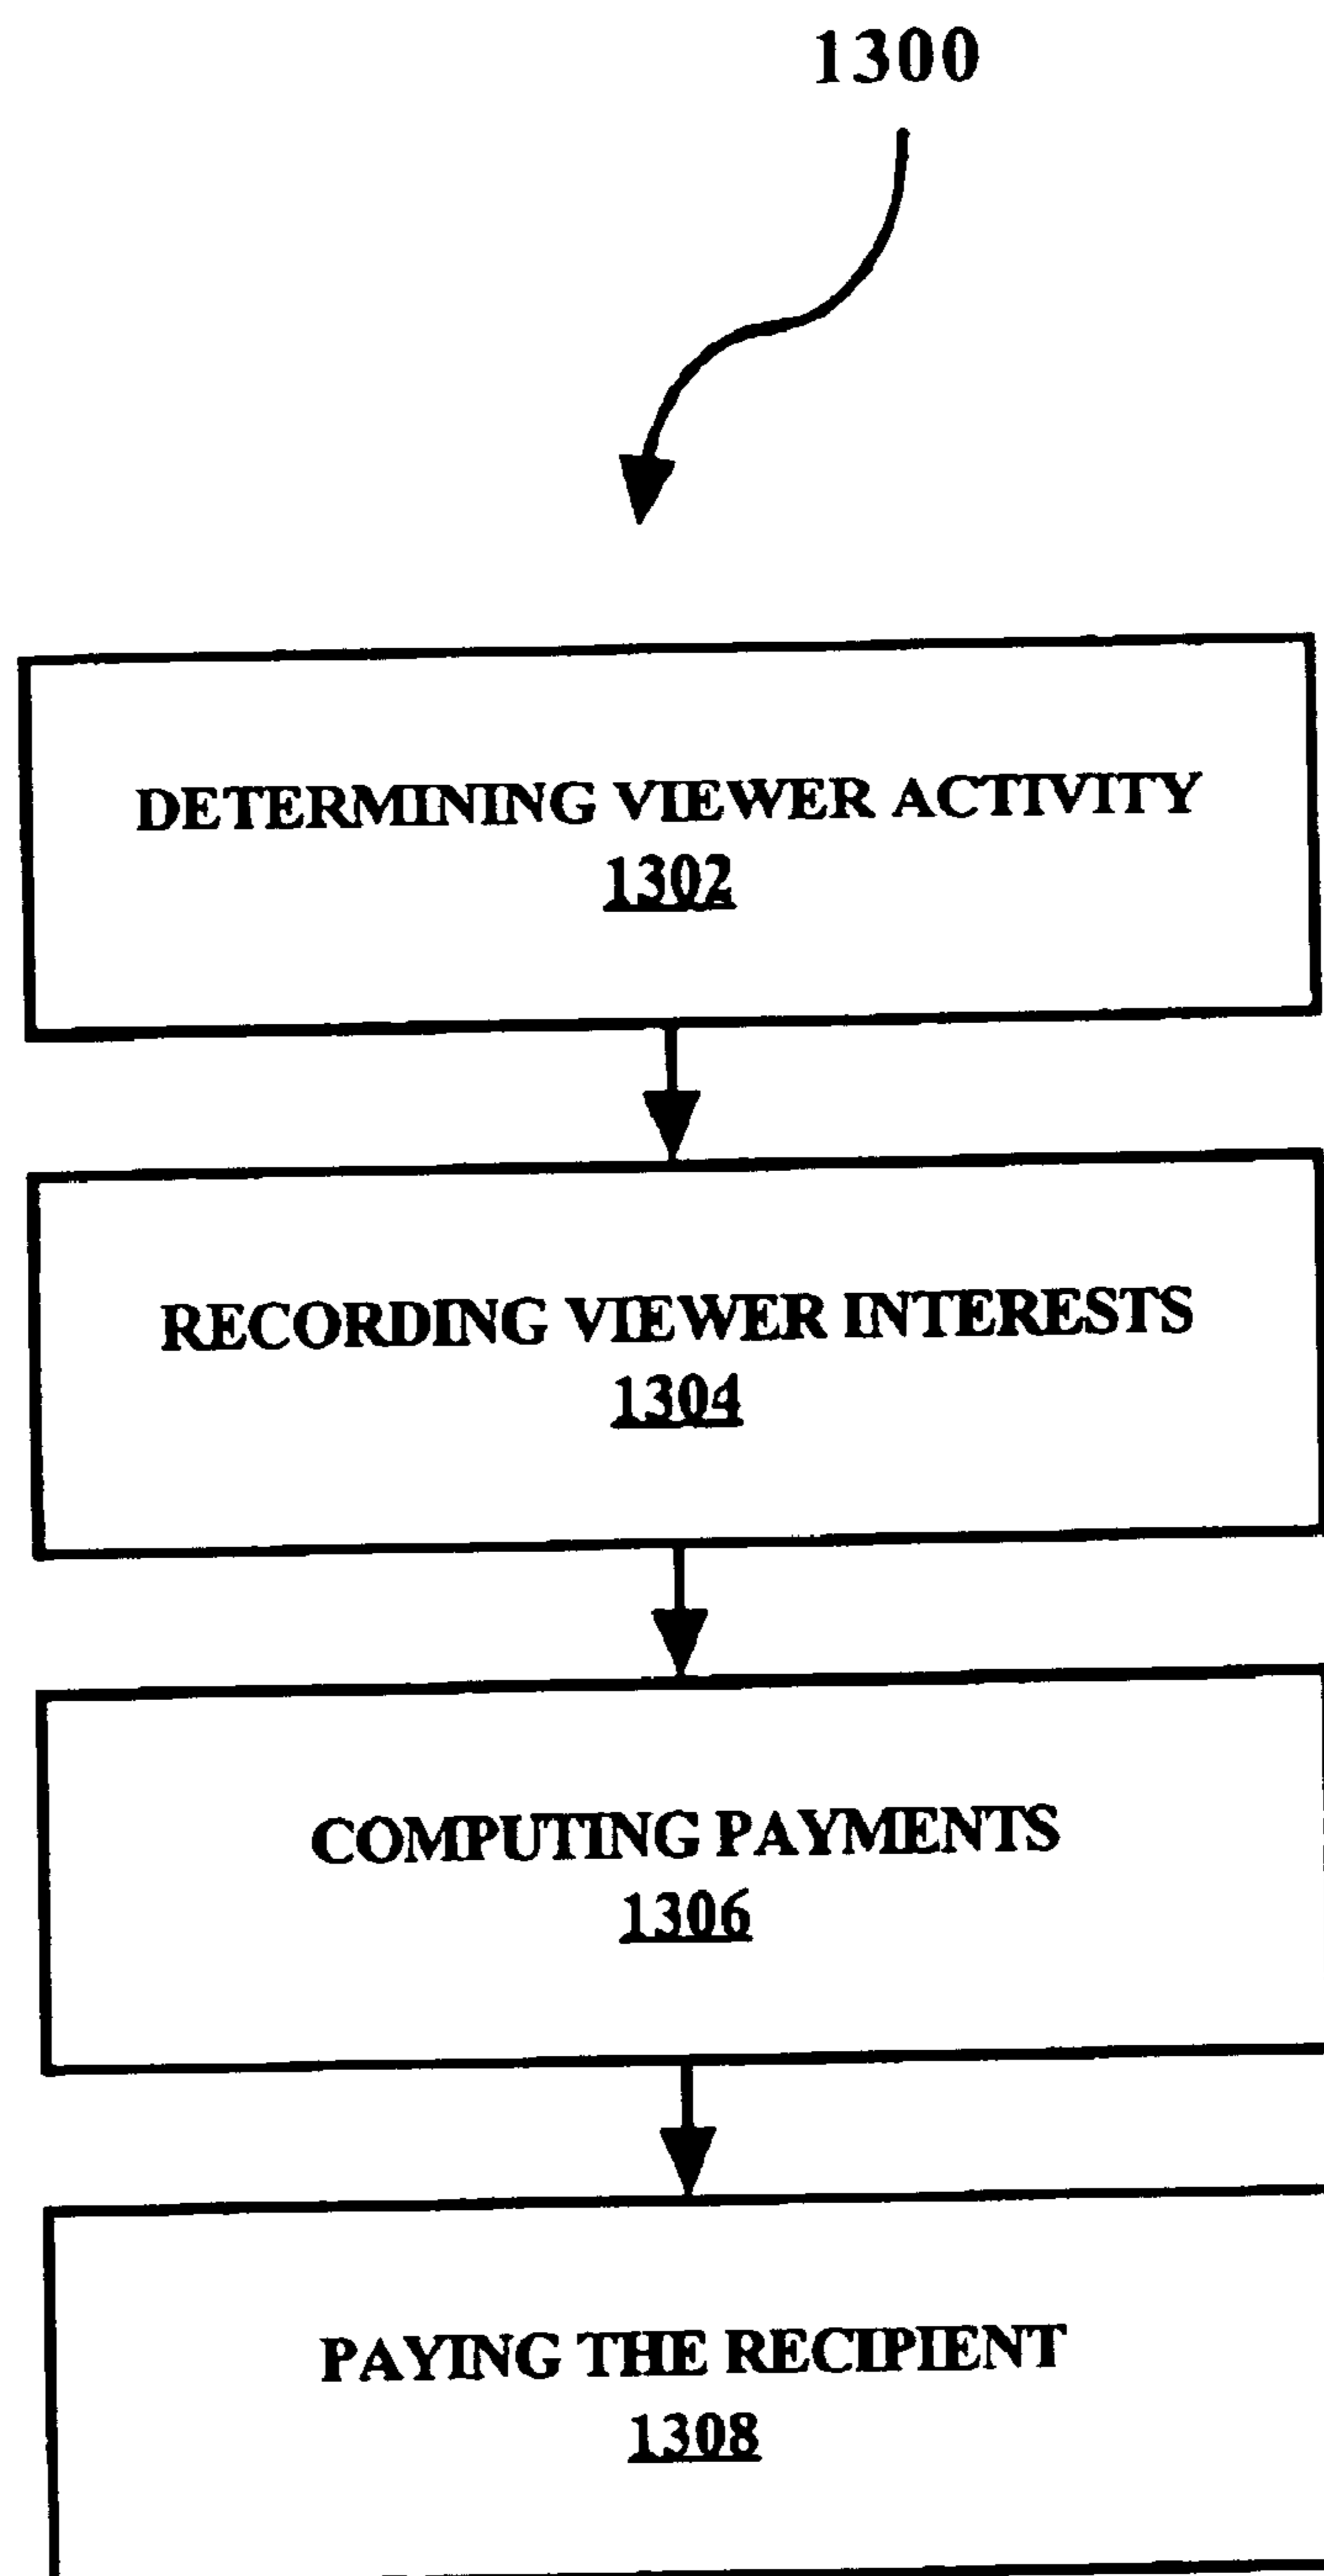 1300
DETERMINING VIEWER ACTIVITY
1302
RECORDING VIEWER INTERESTS
1304
COMPUTING PAYMENTS
1306
PAYING THE RECIPIENT
1308